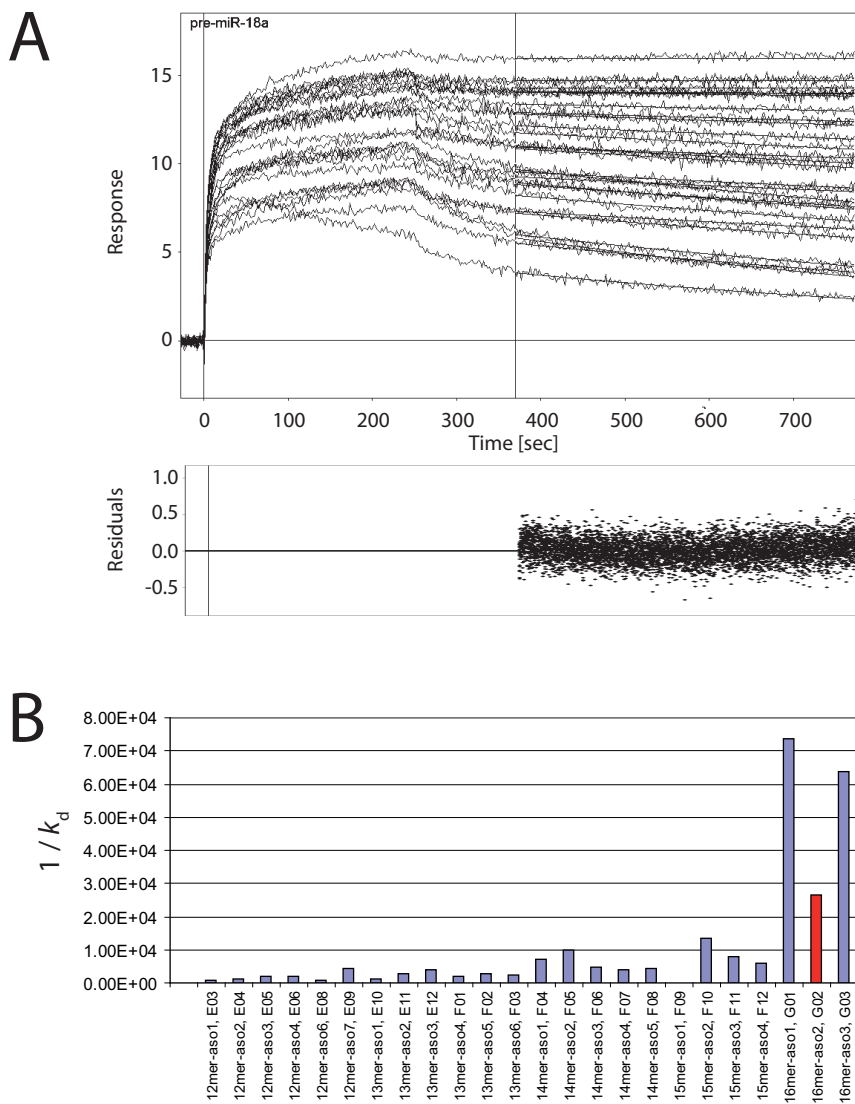 A
pre-miR-18a
15
10
5
0
Response
0 100 200 300 400 500 600 700
Time [sec]
1.0
0.5
0.0
-0.5
Residuals
B
8.00E+04
7.00E+04
6.00E+04
5.00E+04
4.00E+04
3.00E+04
2.00E+04
1.00E+04
0.00E+00
1 / kd
12mer-aso1, E03
12mer-aso2, E04
12mer-aso3, E05
12mer-aso4, E06
12mer-aso6, E08
12mer-aso7, E09
13mer-aso1, E10
13mer-aso2, E11
13mer-aso3, E12
13mer-aso4, F01
13mer-aso5, F02
13mer-aso6, F03
14mer-aso1, F04
14mer-aso2, F05
14mer-aso3, F06
14mer-aso4, F07
14mer-aso5, F08
15mer-aso1, F09
15mer-aso2, F10
15mer-aso3, F11
15mer-aso4, F12
16mer-aso1, G01
16mer-aso2, G02
16mer-aso3, G03